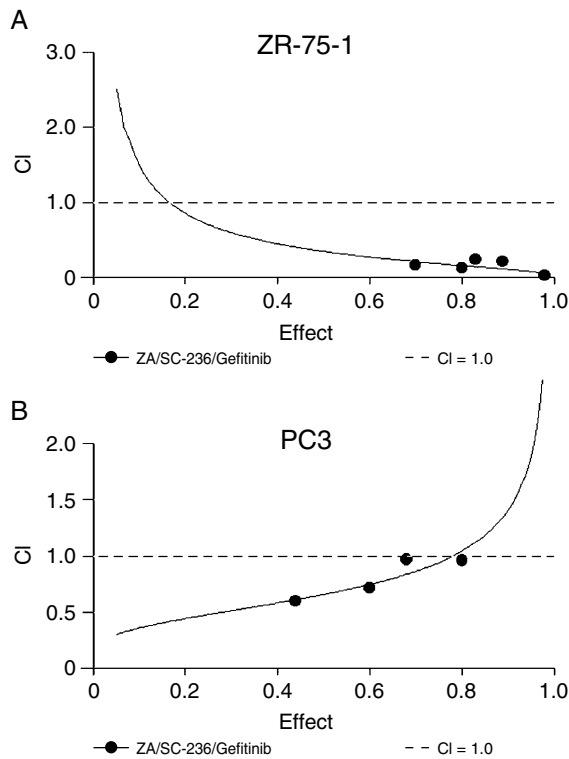 A
ZR-75-1
3.0
2.0
1.0
0
CI
0 0.2 0.4 0.6 0.8 1.0
Effect
ZA/SC-236/Gefitinib CI = 1.0
B
PC3
2.0
1.5
1.0
0.5
0
CI
0 0.2 0.4 0.6 0.8 1.0
Effect
ZA/SC-236/Gefitinib CI = 1.0